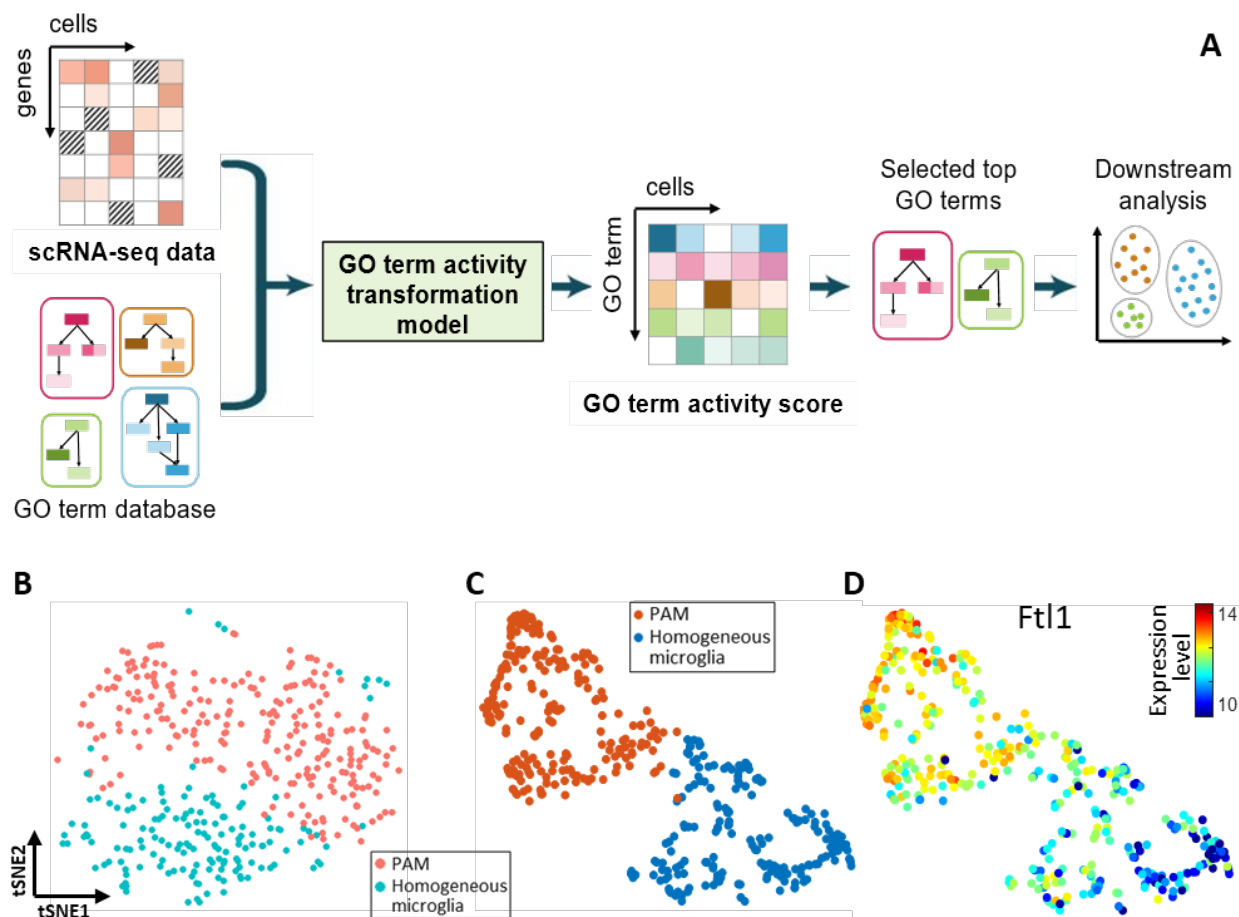 A
cells
genes
scRNA-seq data
GO term database
GO term activity
transformation
model
cells
GO term
GO term activity score
Selected top
GO terms
Downstream
analysis
B
tSNE2
tSNE1
PAM
Homogeneous
microglia
C
PAM
Homogeneous
microglia
D
Ftl1
Expression
level
14
10